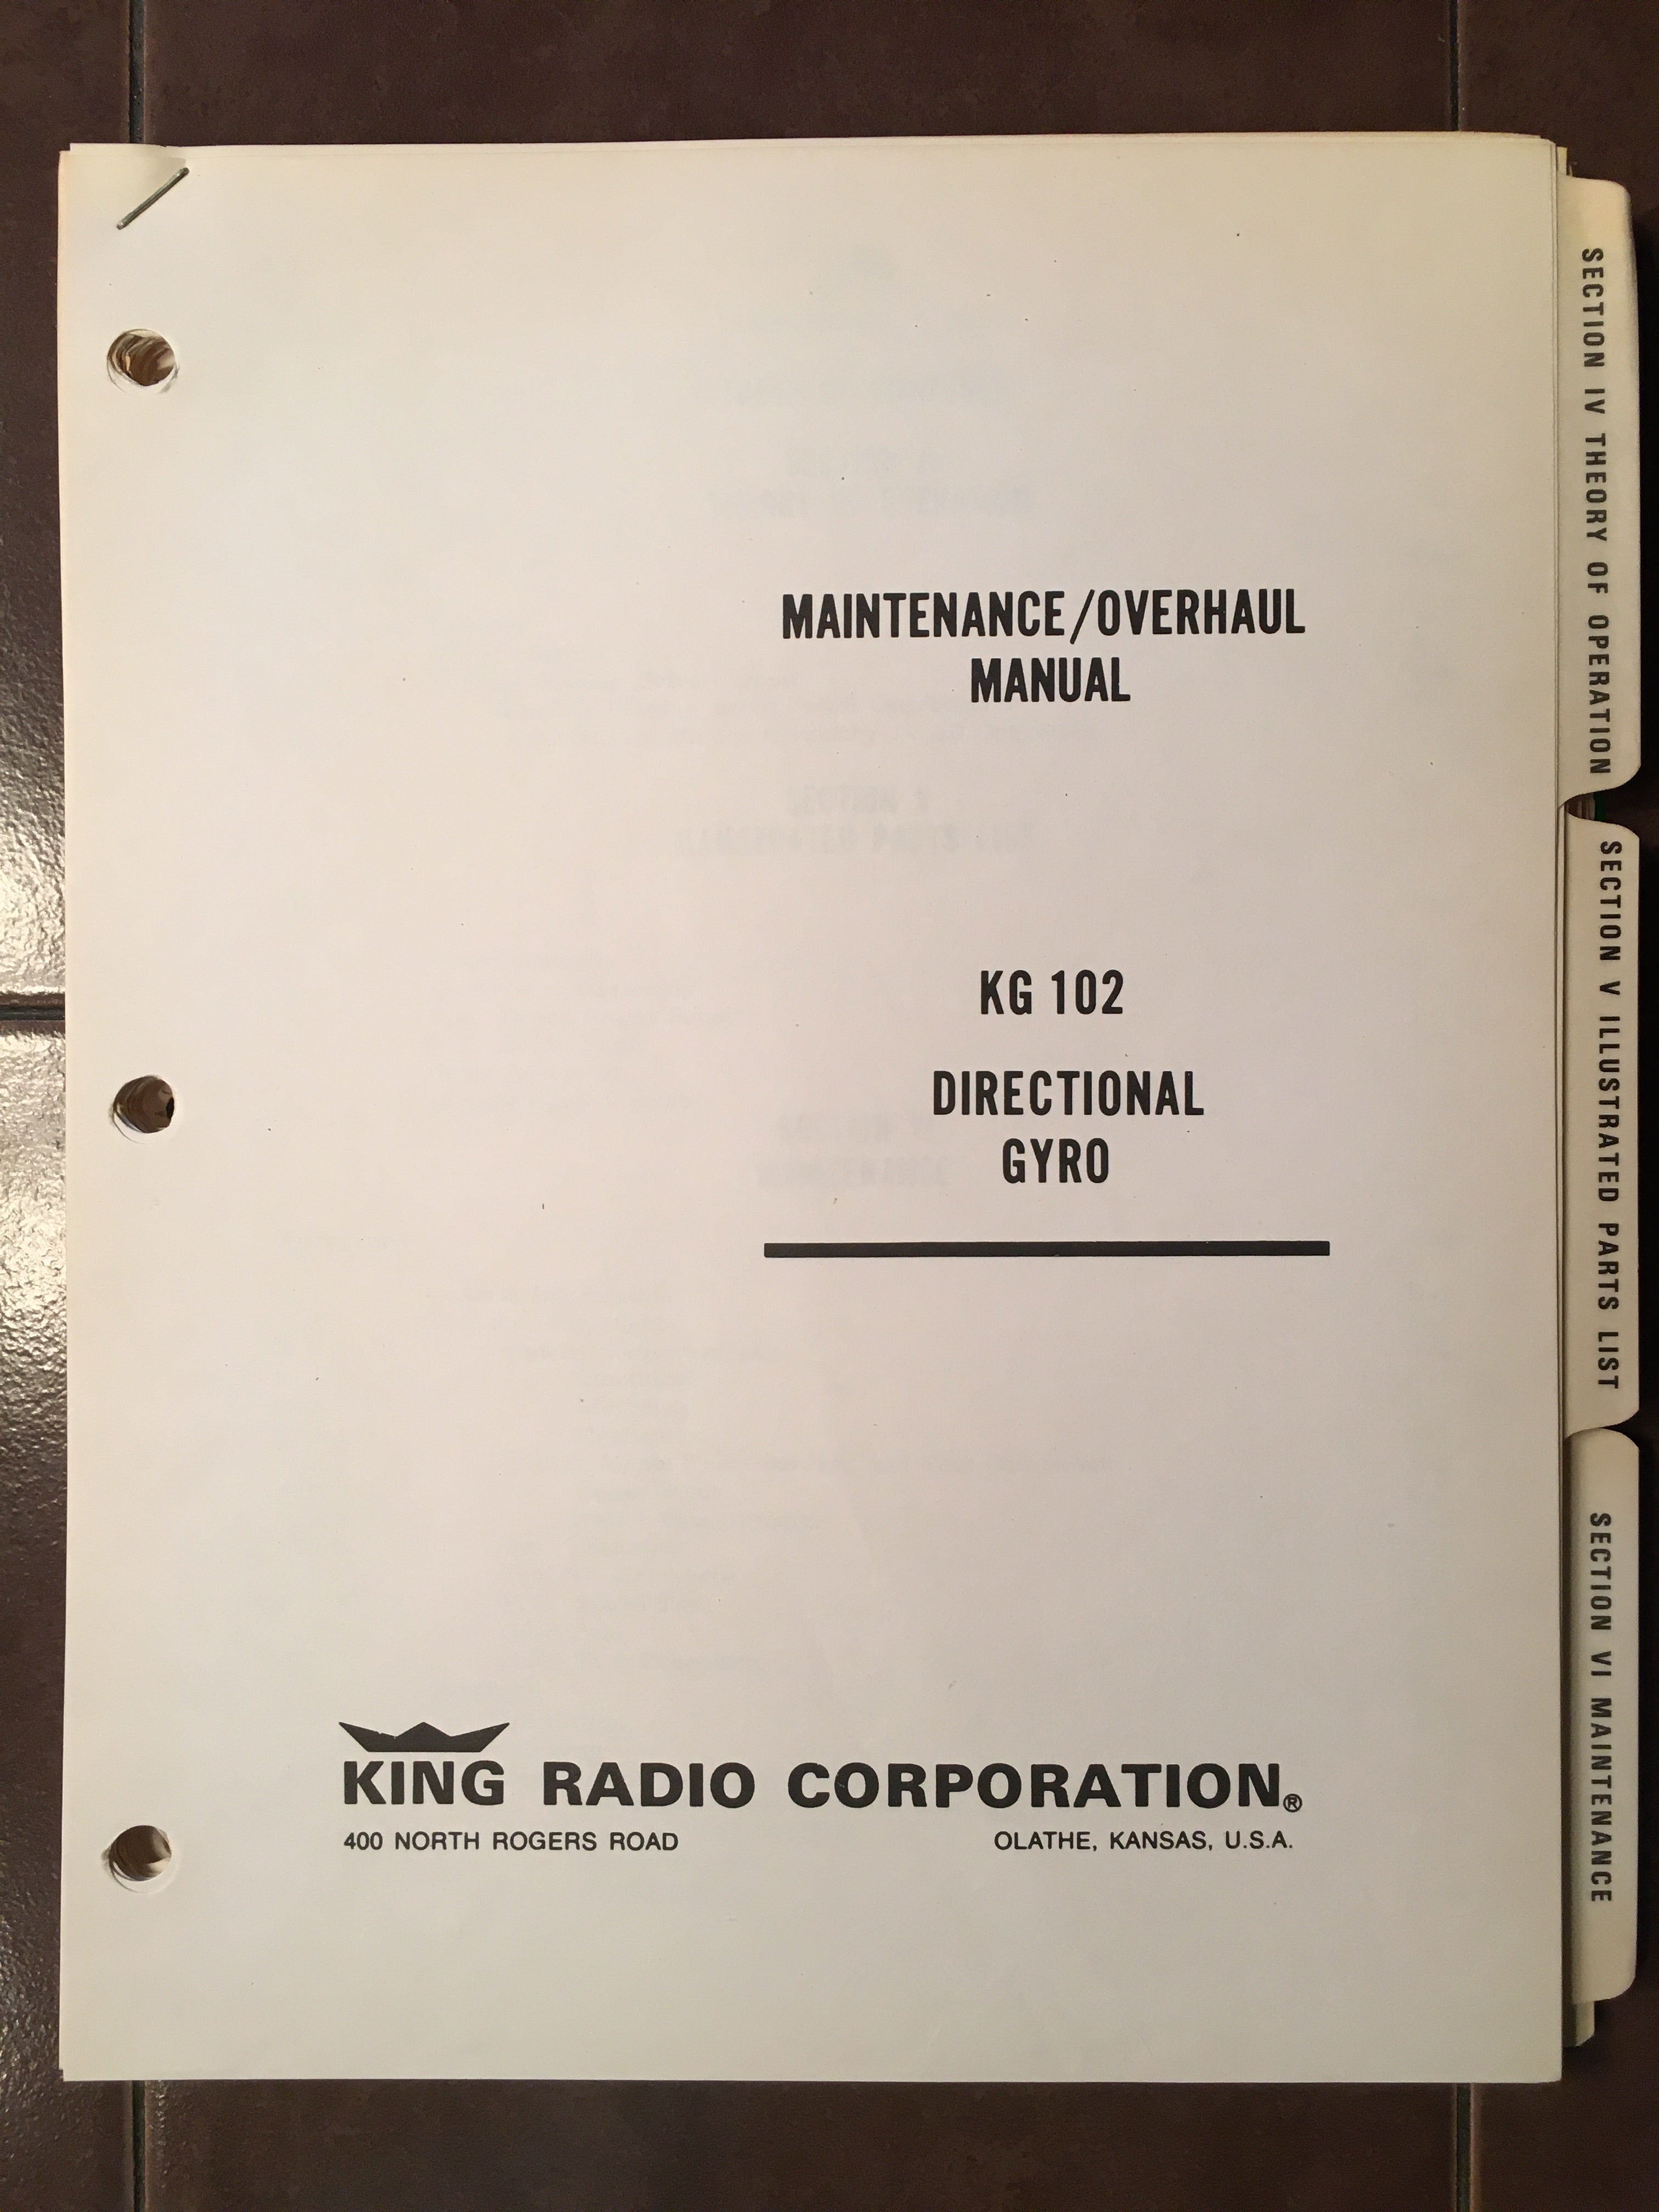 MAINTENANCE/OVERHAUL
MANUAL
KG 102
DIRECTIONAL
GYRO
KING RADIO CORPORATION®
400 NORTH ROGERS ROAD
OLATHE, KANSAS, U.S.A.
SECTION IV THEORY OF OPERATION
SECTION V ILLUSTRATED PARTS LIST
SECTION VI MAINTENANCE